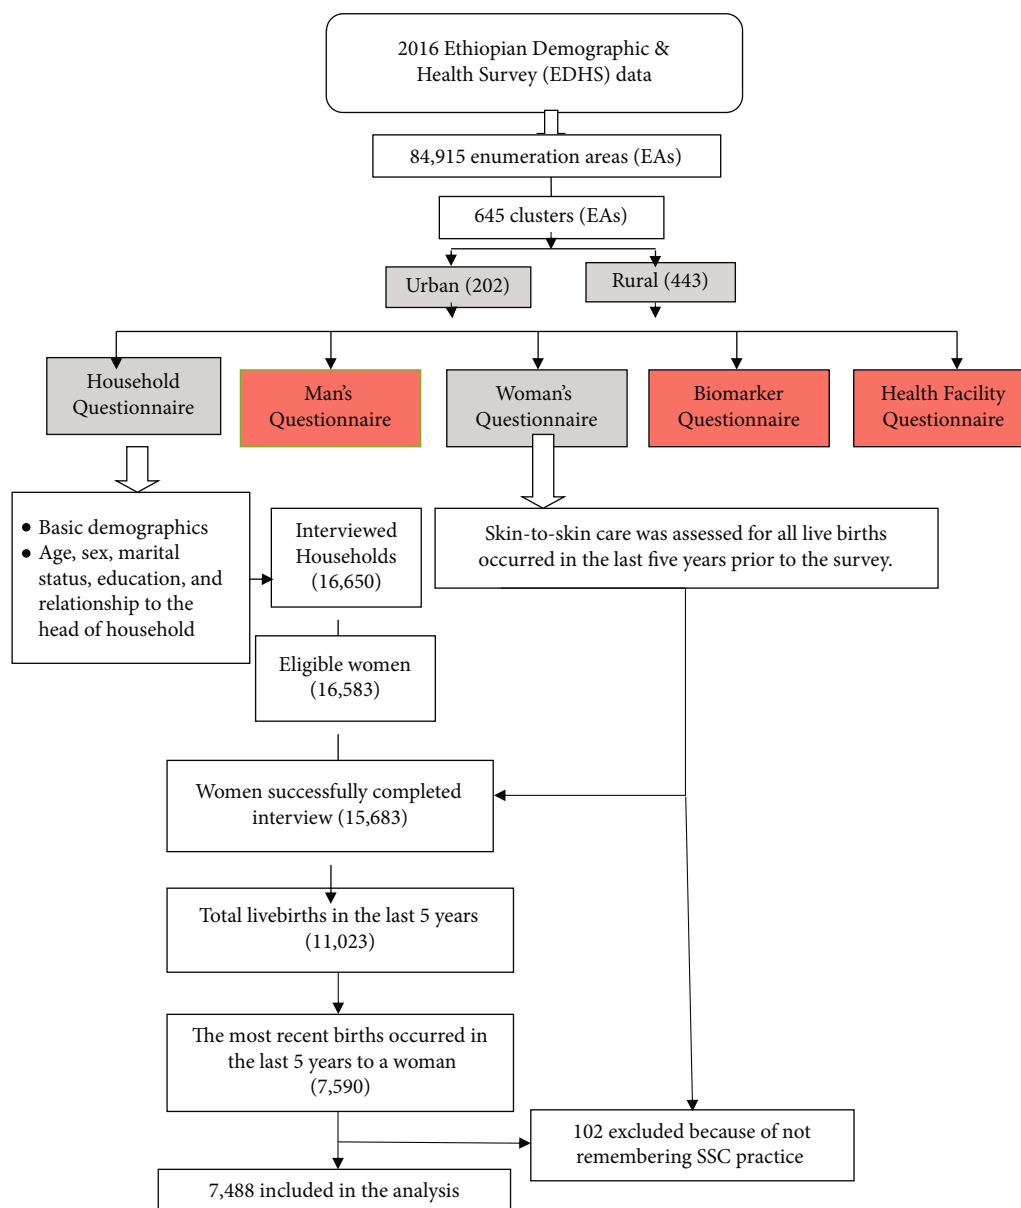 2016 Ethiopian Demographic &
Health Survey (EDHS) data
84,915 enumeration areas (EAs)
645 clusters (EAs)
Urban (202)
Rural (443)
Household
Questionnaire
Man's
Questionnaire
Woman's
Questionnaire
Biomarker
Questionnaire
Health Facility
Questionnaire
• Basic demographics
• Age, sex, marital
status, education, and
relationship to the
head of household
Interviewed
Households
(16,650)
Skin-to-skin care was assessed for all live births
occurred in the last five years prior to the survey.
Eligible women
(16,583)
Women successfully completed
interview (15,683)
Total livebirths in the last 5 years
(11,023)
The most recent births occurred in
the last 5 years to a woman
(7,590)
102 excluded because of not
remembering SSC practice
7,488 included in the analysis